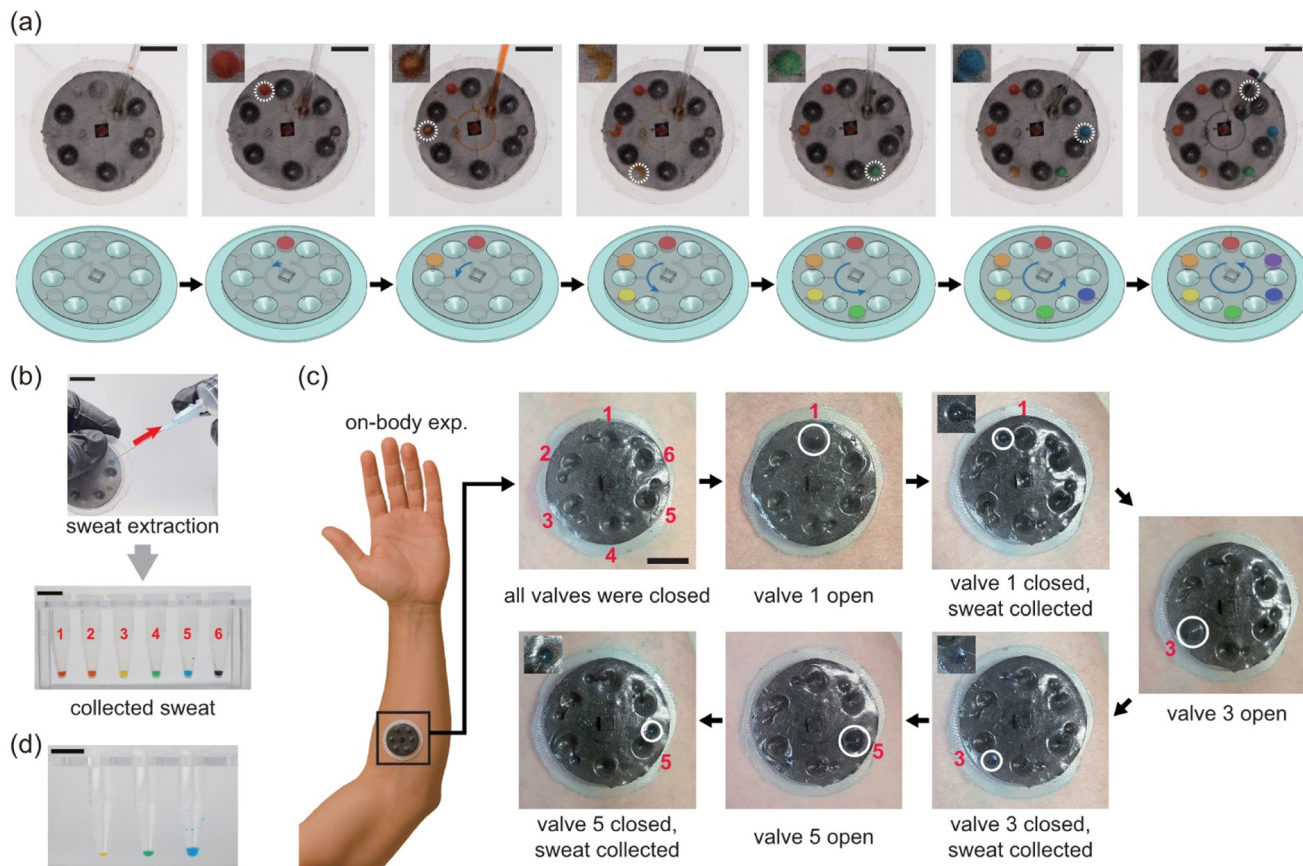 (a)
(b)
sweat extraction
1 2 3 4 5 6
collected sweat
(c)
on-body exp.
1
2
6
3
5
4
all valves were closed
1
valve 1 open
1
valve 1 closed,
sweat collected
3
valve 3 open
3
valve 3 closed,
sweat collected
5
valve 5 open
5
valve 5 closed,
sweat collected
(d)